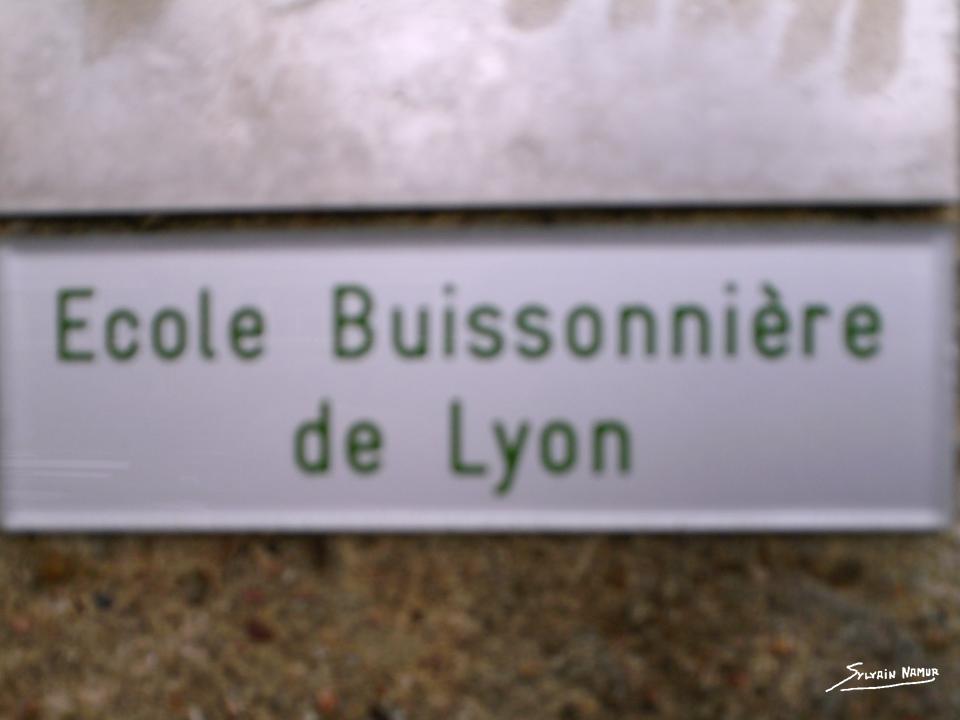 Ecole Buissonnière
de Lyon
SYLVAIN NAMUR